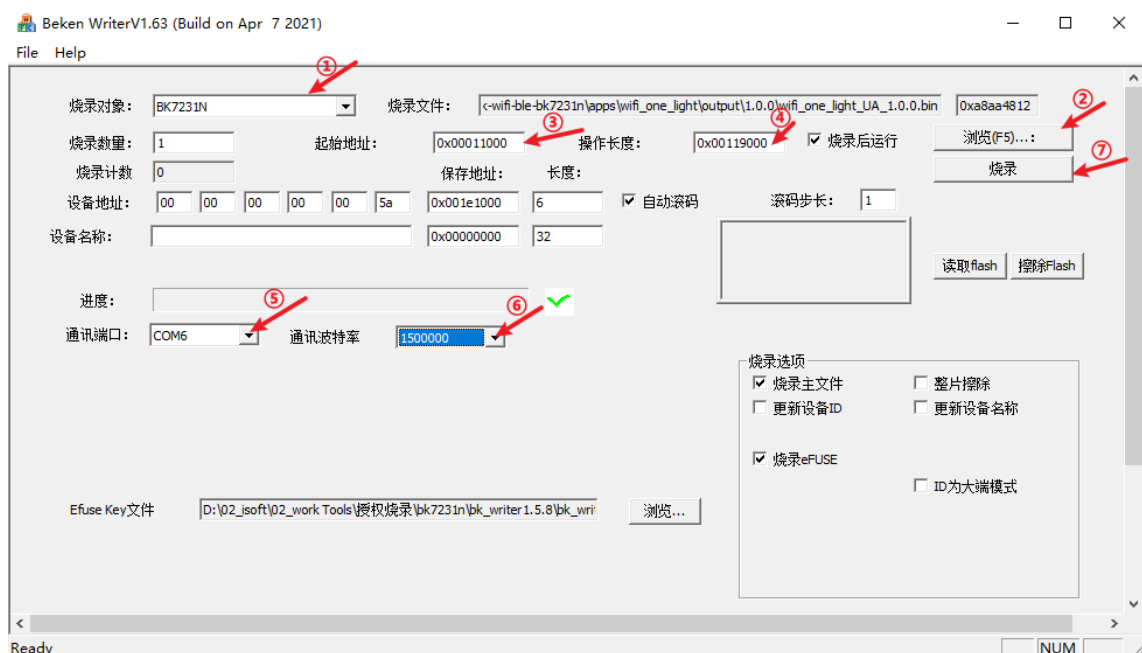 Beken WriterV1.63 (Build on Apr 7 2021)
File Help
①
烧录对象: BK7231N 烧录文件: <-wifi-ble-bk7231n\apps\wifi_one_light\output\1.0.0\wifi_one_light_UA_1.0.0.bin 0xa8aa4812 ②
烧录数量: 1 起始地址: 0x00011000 ③ 操作长度: 0x00119000 ④ 烧录后运行 浏览(F5)...:
烧录计数 0 保存地址: 长度: 烧录 ⑦
设备地址: 00 00 00 00 00 5a 0x001e1000 6 自动滚码 滚码步长: 1
设备名称: 0x00000000 32
读取flash 擦除Flash
进度: ⑤ ⑥
通讯端口: COM6 通讯波特率 1500000
烧录选项
烧录主文件 整片擦除
更新设备ID 更新设备名称
烧录eFUSE
ID为大端模式
Efuse Key文件 D:\02_isoft\02_work Tools\授权烧录\bk7231n\bk_writer1.5.8\bk_wri 浏览...
Ready NUM